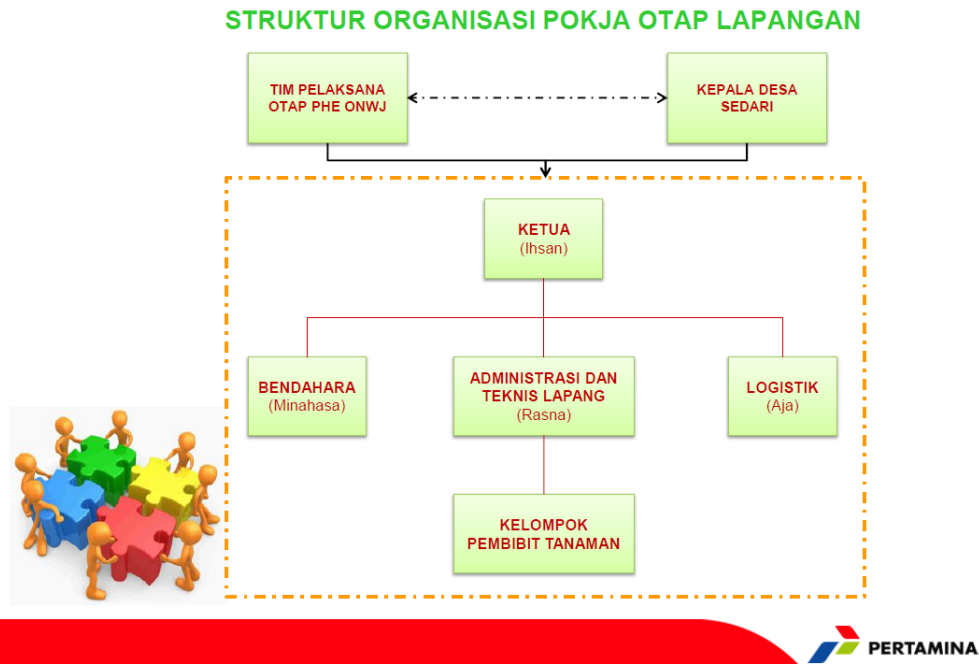 STRUKTUR ORGANISASI POKJA OTAP LAPANGAN
TIM PELAKSANA
OTAP PHE ONWJ
KEPALA DESA
SEDARI
KETUA
(Ihsan)
BENDAHARA
(Minahasa)
ADMINISTRASI DAN
TEKNIS LAPANG
(Rasna)
LOGISTIK
(Aja)
KELOMPOK
PEMBIBIT TANAMAN
PERTAMINA